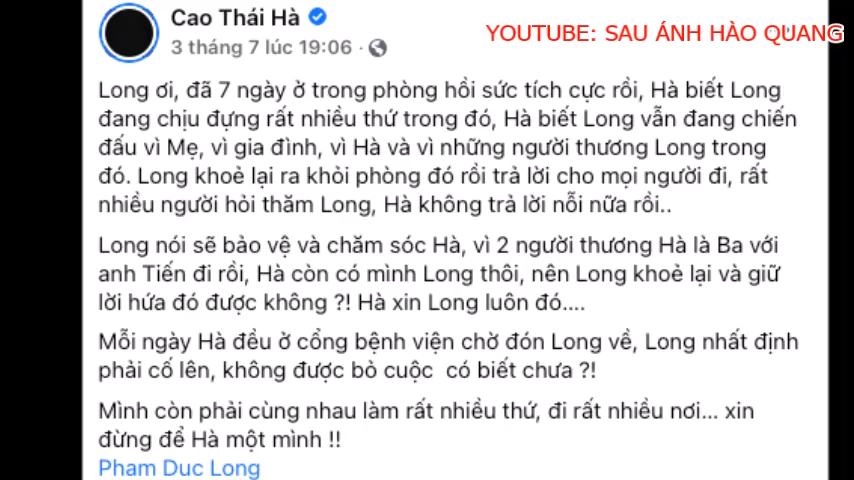 Cao Thái Hà
YOUTUBE: SAU ÁNH HÀO QUANG
3 tháng 7 lúc 19:06 ·
Long ơi, đã 7 ngày ở trong phòng hồi sức tích cực rồi, Hà biết Long
đang chịu đựng rất nhiều thứ trong đó, Hà biết Long vẫn đang chiến
đấu vì Mẹ, vì gia đình, vì Hà và vì những người thương Long trong
đó. Long khoẻ lại ra khỏi phòng đó rồi trả lời cho mọi người đi, rất
nhiều người hỏi thăm Long, Hà không trả lời nỗi nữa rồi..
Long nói sẽ bảo vệ và chăm sóc Hà, vì 2 người thương Hà là Ba với
anh Tiến đi rồi, Hà còn có mình Long thôi, nên Long khoẻ lại và giữ
lời hứa đó được không ?! Hà xin Long luôn đó....
Mỗi ngày Hà đều ở cổng bệnh viện chờ đón Long về, Long nhất định
phải cố lên, không được bỏ cuộc  có biết chưa ?!
Mình còn phải cùng nhau làm rất nhiều thứ, đi rất nhiều nơi... xin
đừng để Hà một mình !!
Pham Duc Long